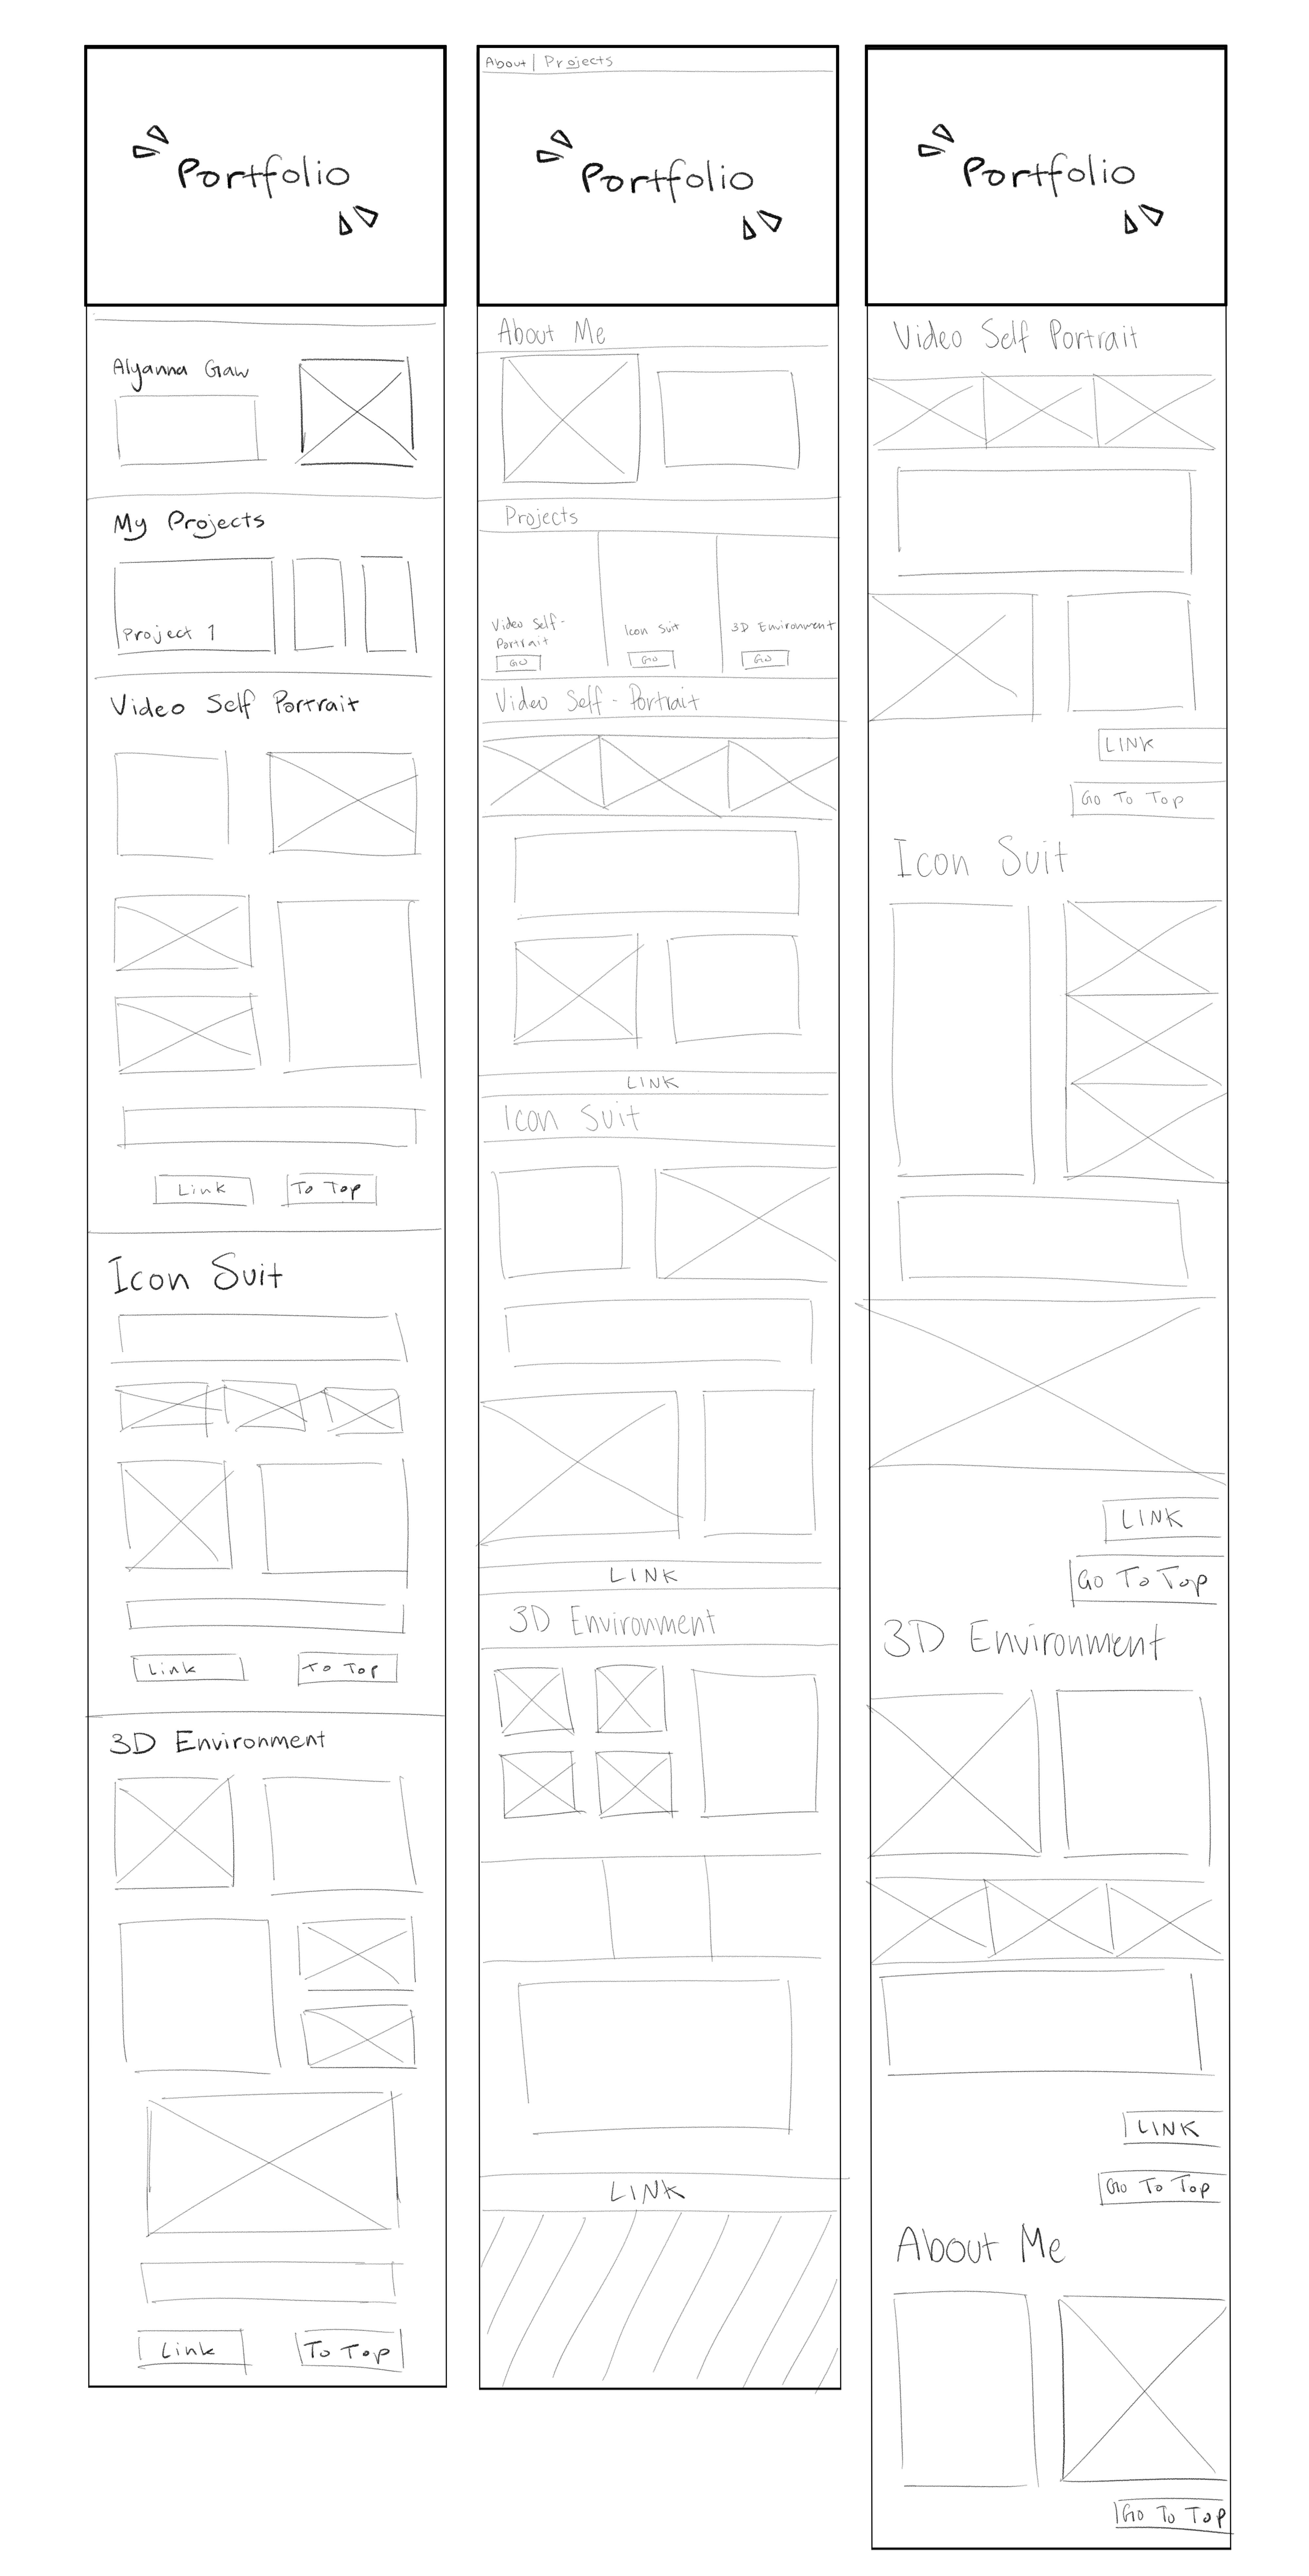 Portfolio
Alyanna Gaw
My Projects
Project 1
Video Self Portrait
Link
To Top
Icon Suit
Link
To Top
3D Environment
Link
To Top
About | Projects
Portfolio
About Me
Projects
Video Self-
Portrait
GO
Icon Suit
GO
3D Environment
GO
Video Self-Portrait
LINK
Icon Suit
LINK
3D Environment
LINK
Portfolio
Video Self Portrait
LINK
Go To Top
Icon Suit
LINK
Go To Top
3D Environment
LINK
Go To Top
About Me
Go To Top